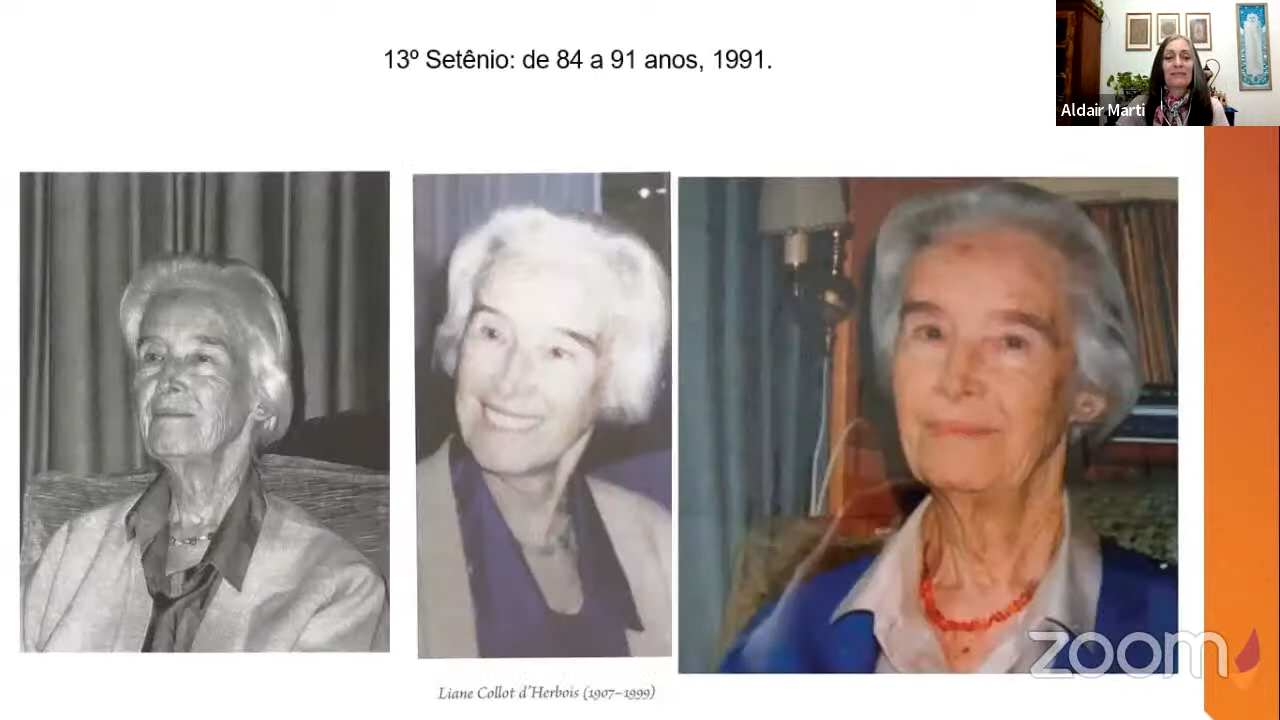 13º Setênio: de 84 a 91 anos, 1991.
Aldair Marti
Liane Collot d'Herbois (1907–1999)
zoom